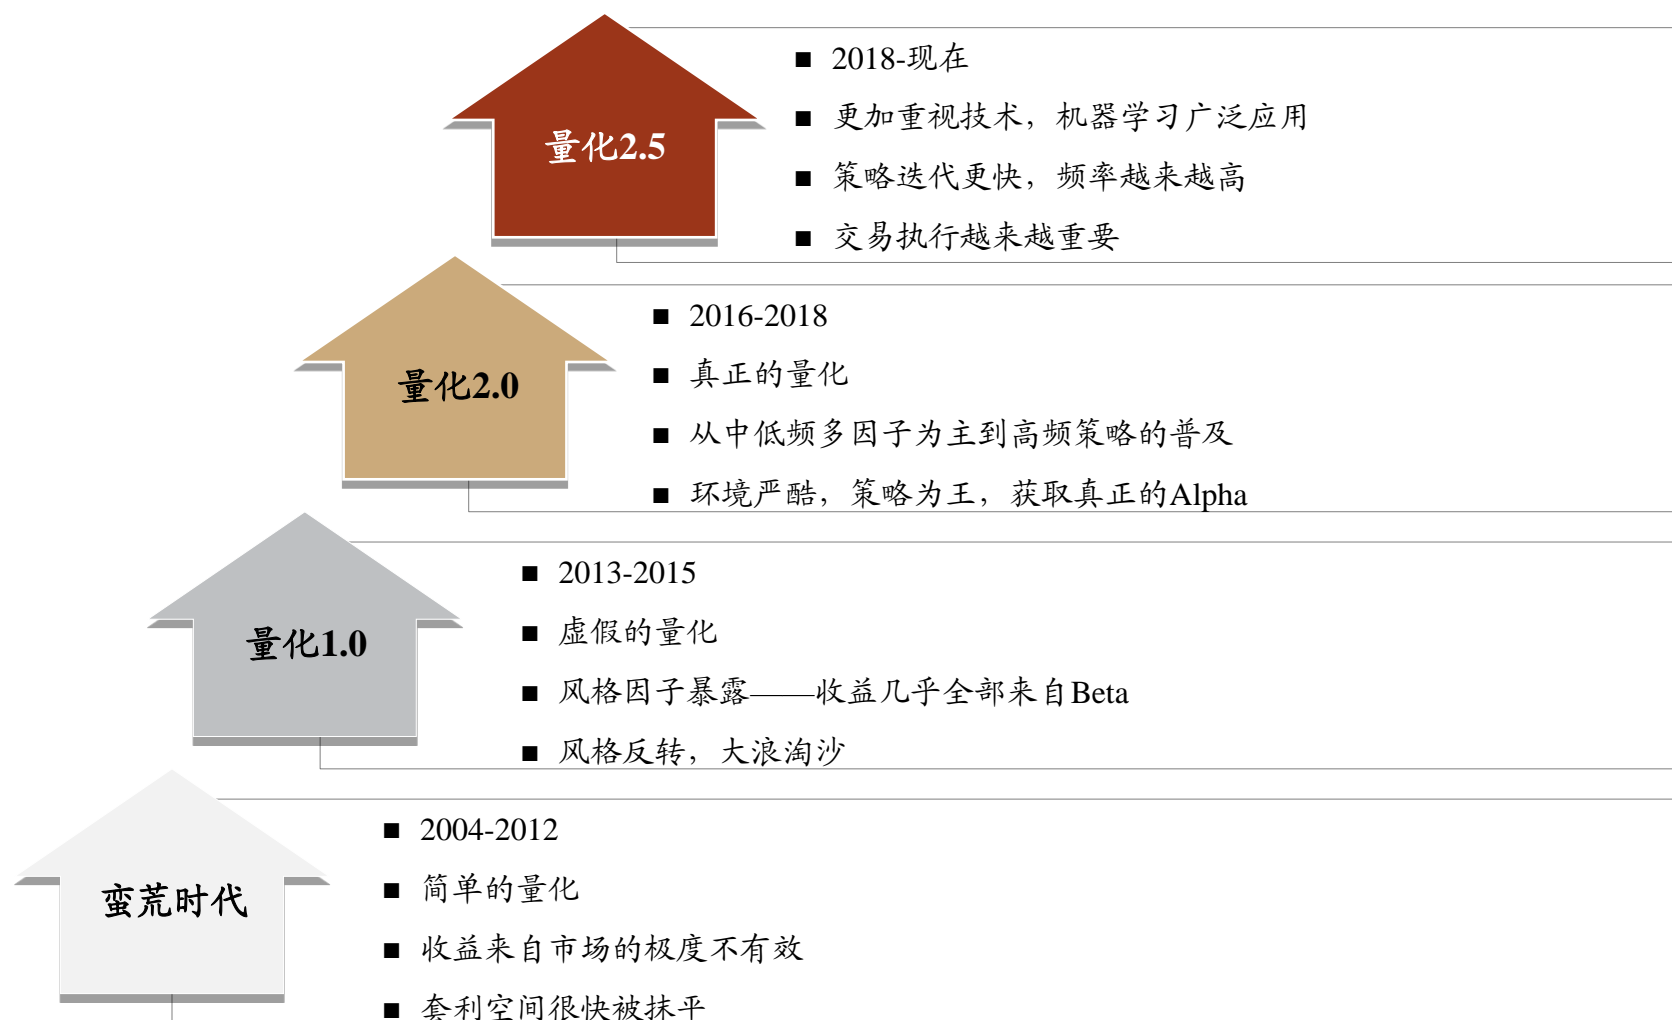 量化2.5
■ 2018-现在
■ 更加重视技术，机器学习广泛应用
■ 策略迭代更快，频率越来越高
■ 交易执行越来越重要
量化2.0
■ 2016-2018
■ 真正的量化
■ 从中低频多因子为主到高频策略的普及
■ 环境严酷，策略为王，获取真正的Alpha
量化1.0
■ 2013-2015
■ 虚假的量化
■ 风格因子暴露——收益几乎全部来自Beta
■ 风格反转，大浪淘沙
蛮荒时代
■ 2004-2012
■ 简单的量化
■ 收益来自市场的极度不有效
■ 套利空间很快被抹平